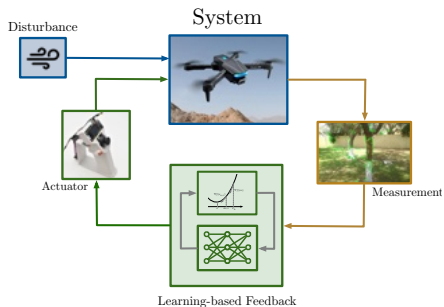 System
Disturbance
Actuator
Measurement
Learning-based Feedback